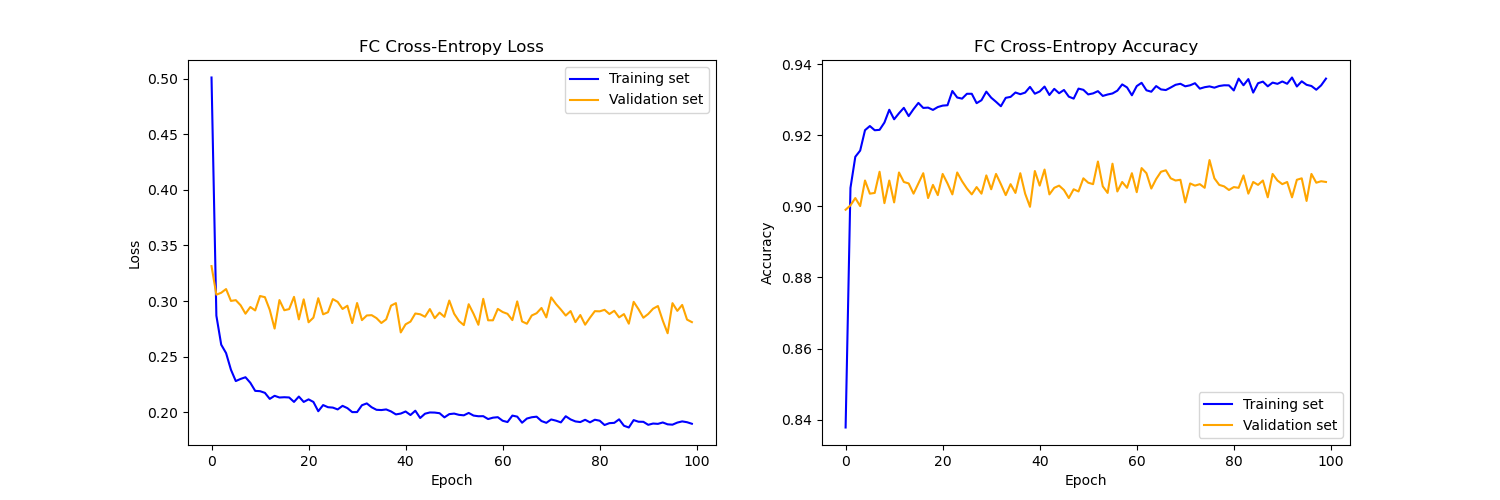 FC Cross-Entropy Loss
Loss
0.50
0.45
0.40
0.35
0.30
0.25
0.20
0
20
40
60
80
100
Epoch
Training set
Validation set
FC Cross-Entropy Accuracy
Accuracy
0.94
0.92
0.90
0.88
0.86
0.84
0
20
40
60
80
100
Epoch
Training set
Validation set